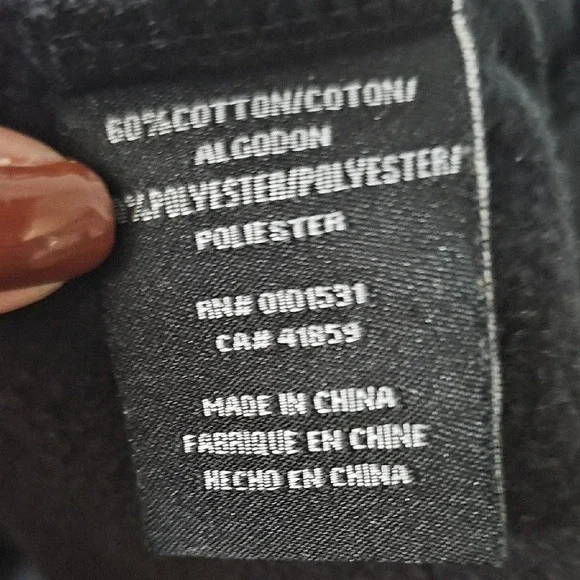 60%COTTON/COTON/
ALGODON
%POLYESTER/POLYESTER/
POLIESTER
RN# 0101531
CA# 41859
MADE IN CHINA
FABRIQUE EN CHINE
HECHO EN CHINA